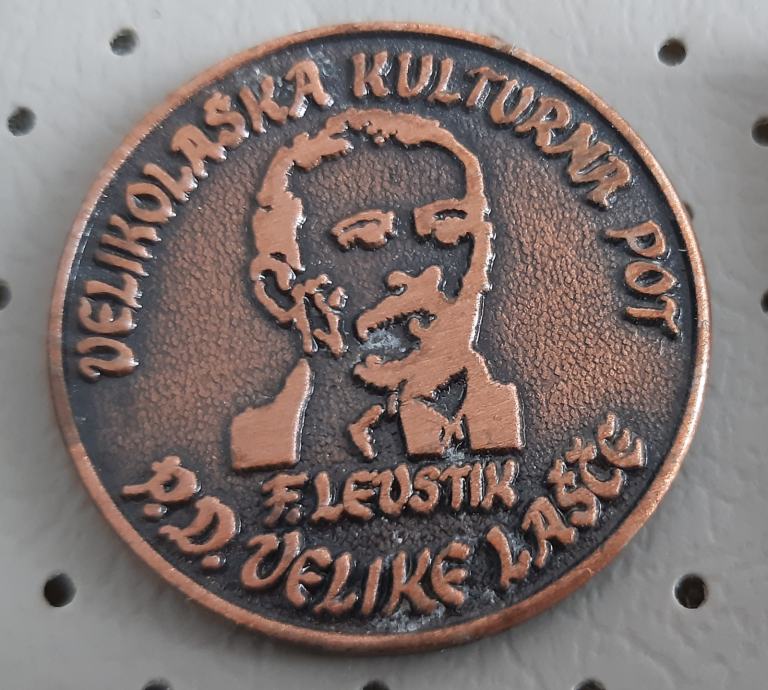 VELIKOLAŠKA KULTURNA POT
F. LEVSTIK
P.D. VELIKE LAŠČE